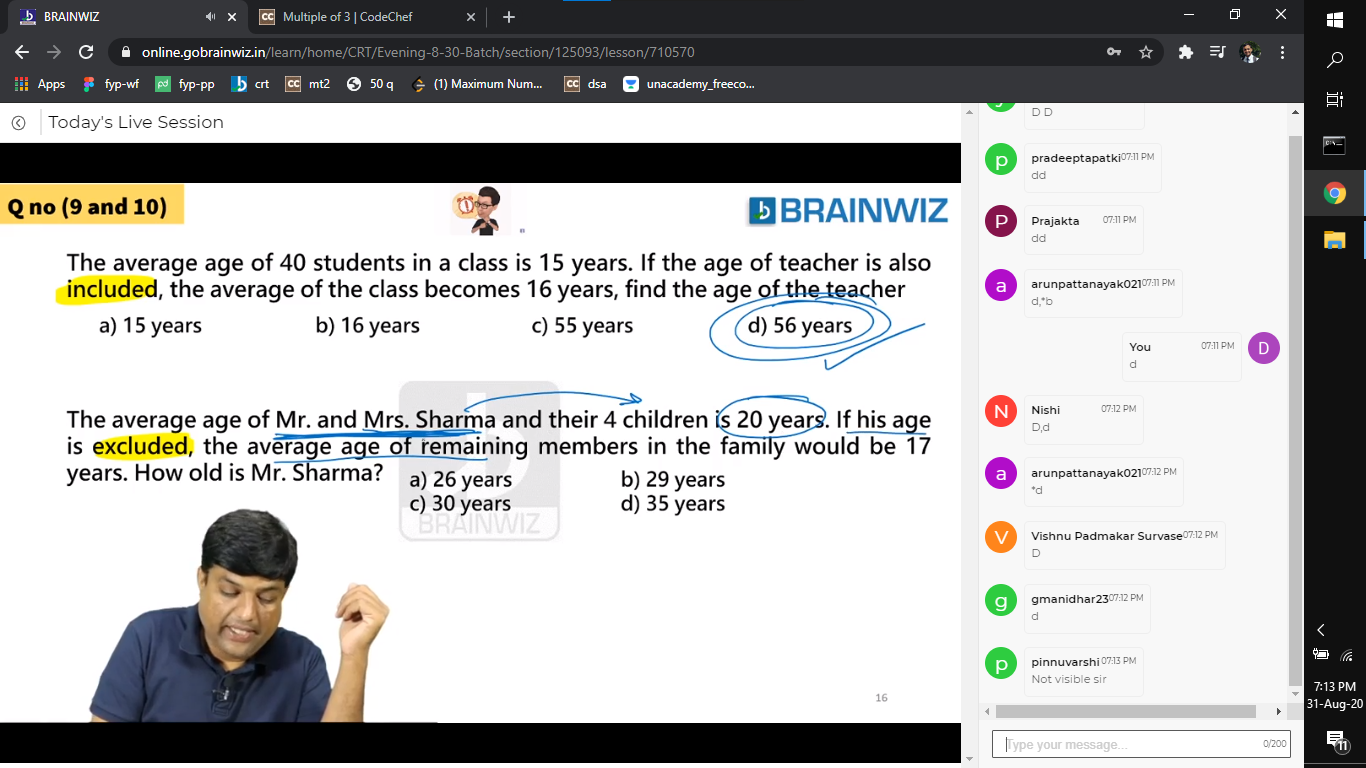 BRAINWIZ
Multiple of 3 | CodeChef
online.gobrainwiz.in/learn/home/CRT/Evening-8-30-Batch/section/125093/lesson/710570
Apps fyp-wf fyp-pp crt mt2 50 q (1) Maximum Num... dsa unacademy_freeco...
Today's Live Session
Q no (9 and 10)
BRAINWIZ
The average age of 40 students in a class is 15 years. If the age of teacher is also
included, the average of the class becomes 16 years, find the age of the teacher
a) 15 years b) 16 years c) 55 years d) 56 years
The average age of Mr. and Mrs. Sharma and their 4 children is 20 years. If his age
is excluded, the average age of remaining members in the family would be 17
years. How old is Mr. Sharma?
a) 26 years b) 29 years
c) 30 years d) 35 years
BRAINWIZ
16
D D
pradeeptapatki 07:11 PM
dd
Prajakta 07:11 PM
dd
arunpattanayak021 07:11 PM
d,*b
You 07:11 PM
d
D
Nishi 07:12 PM
D,d
arunpattanayak021 07:12 PM
*d
Vishnu Padmakar Survase 07:12 PM
D
gmanidhar23 07:12 PM
d
pinnuvarshi 07:13 PM
Not visible sir
Type your message... 0/200
7:13 PM
31-Aug-20
11